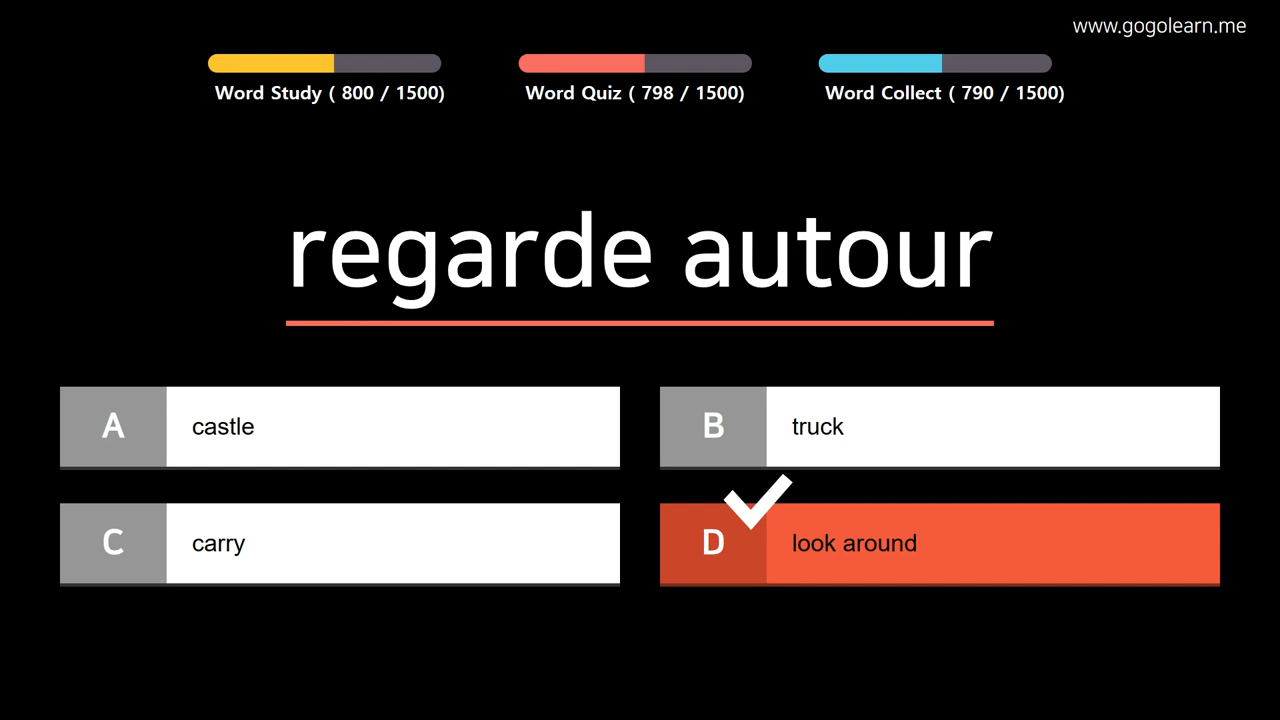 www.gogolearn.me
Word Study ( 800 / 1500)
Word Quiz ( 798 / 1500)
Word Collect ( 790 / 1500)
regarde autour
A castle
B truck
C carry
D look around